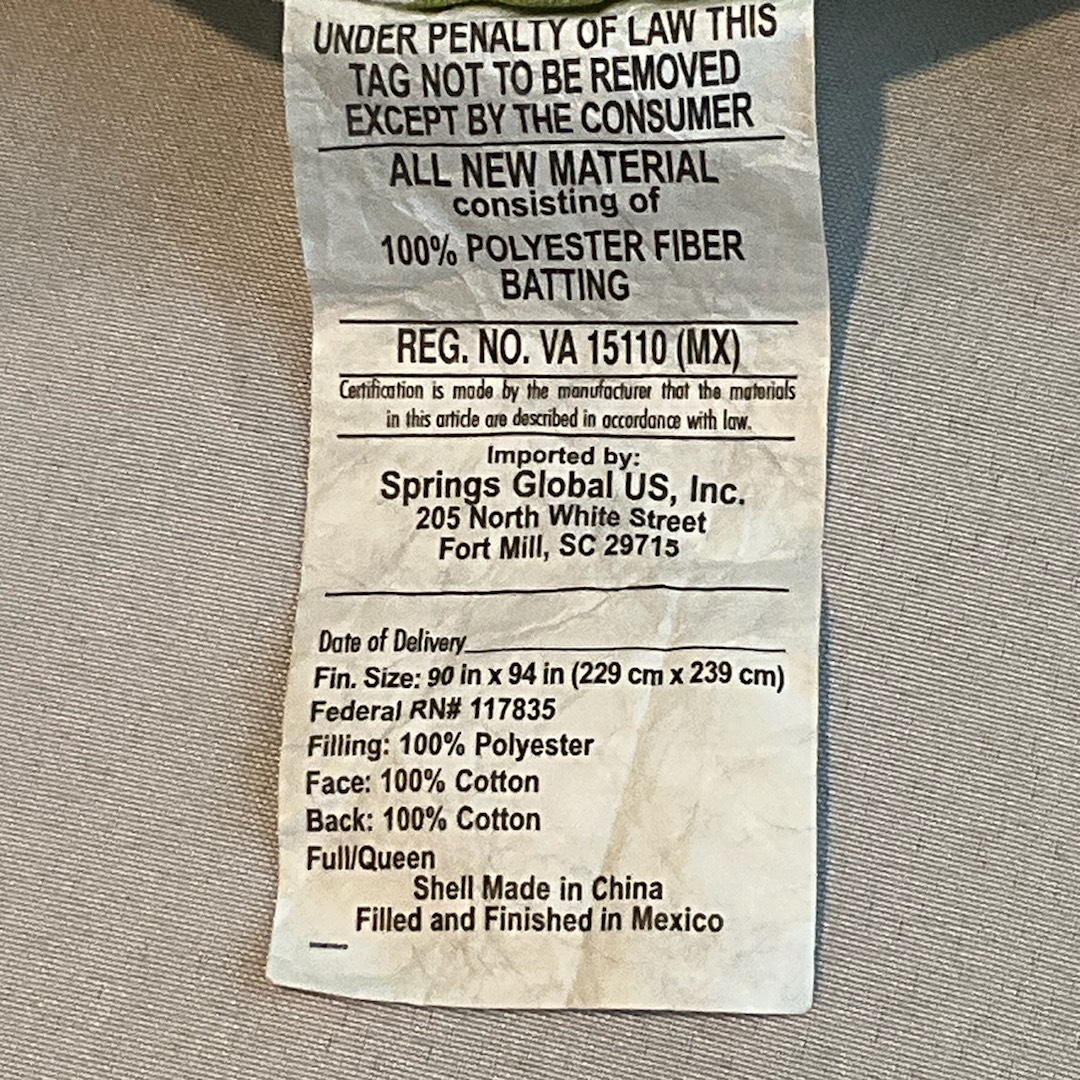 UNDER PENALTY OF LAW THIS
TAG NOT TO BE REMOVED
EXCEPT BY THE CONSUMER
ALL NEW MATERIAL
consisting of
100% POLYESTER FIBER
BATTING
REG. NO. VA 15110 (MX)
Certification is made by the manufacturer that the materials
in this article are described in accordance with law.
Imported by:
Springs Global US, Inc.
205 North White Street
Fort Mill, SC 29715
Date of Delivery
Fin. Size: 90 in x 94 in (229 cm x 239 cm)
Federal RN# 117835
Filling: 100% Polyester
Face: 100% Cotton
Back: 100% Cotton
Full/Queen
Shell Made in China
Filled and Finished in Mexico